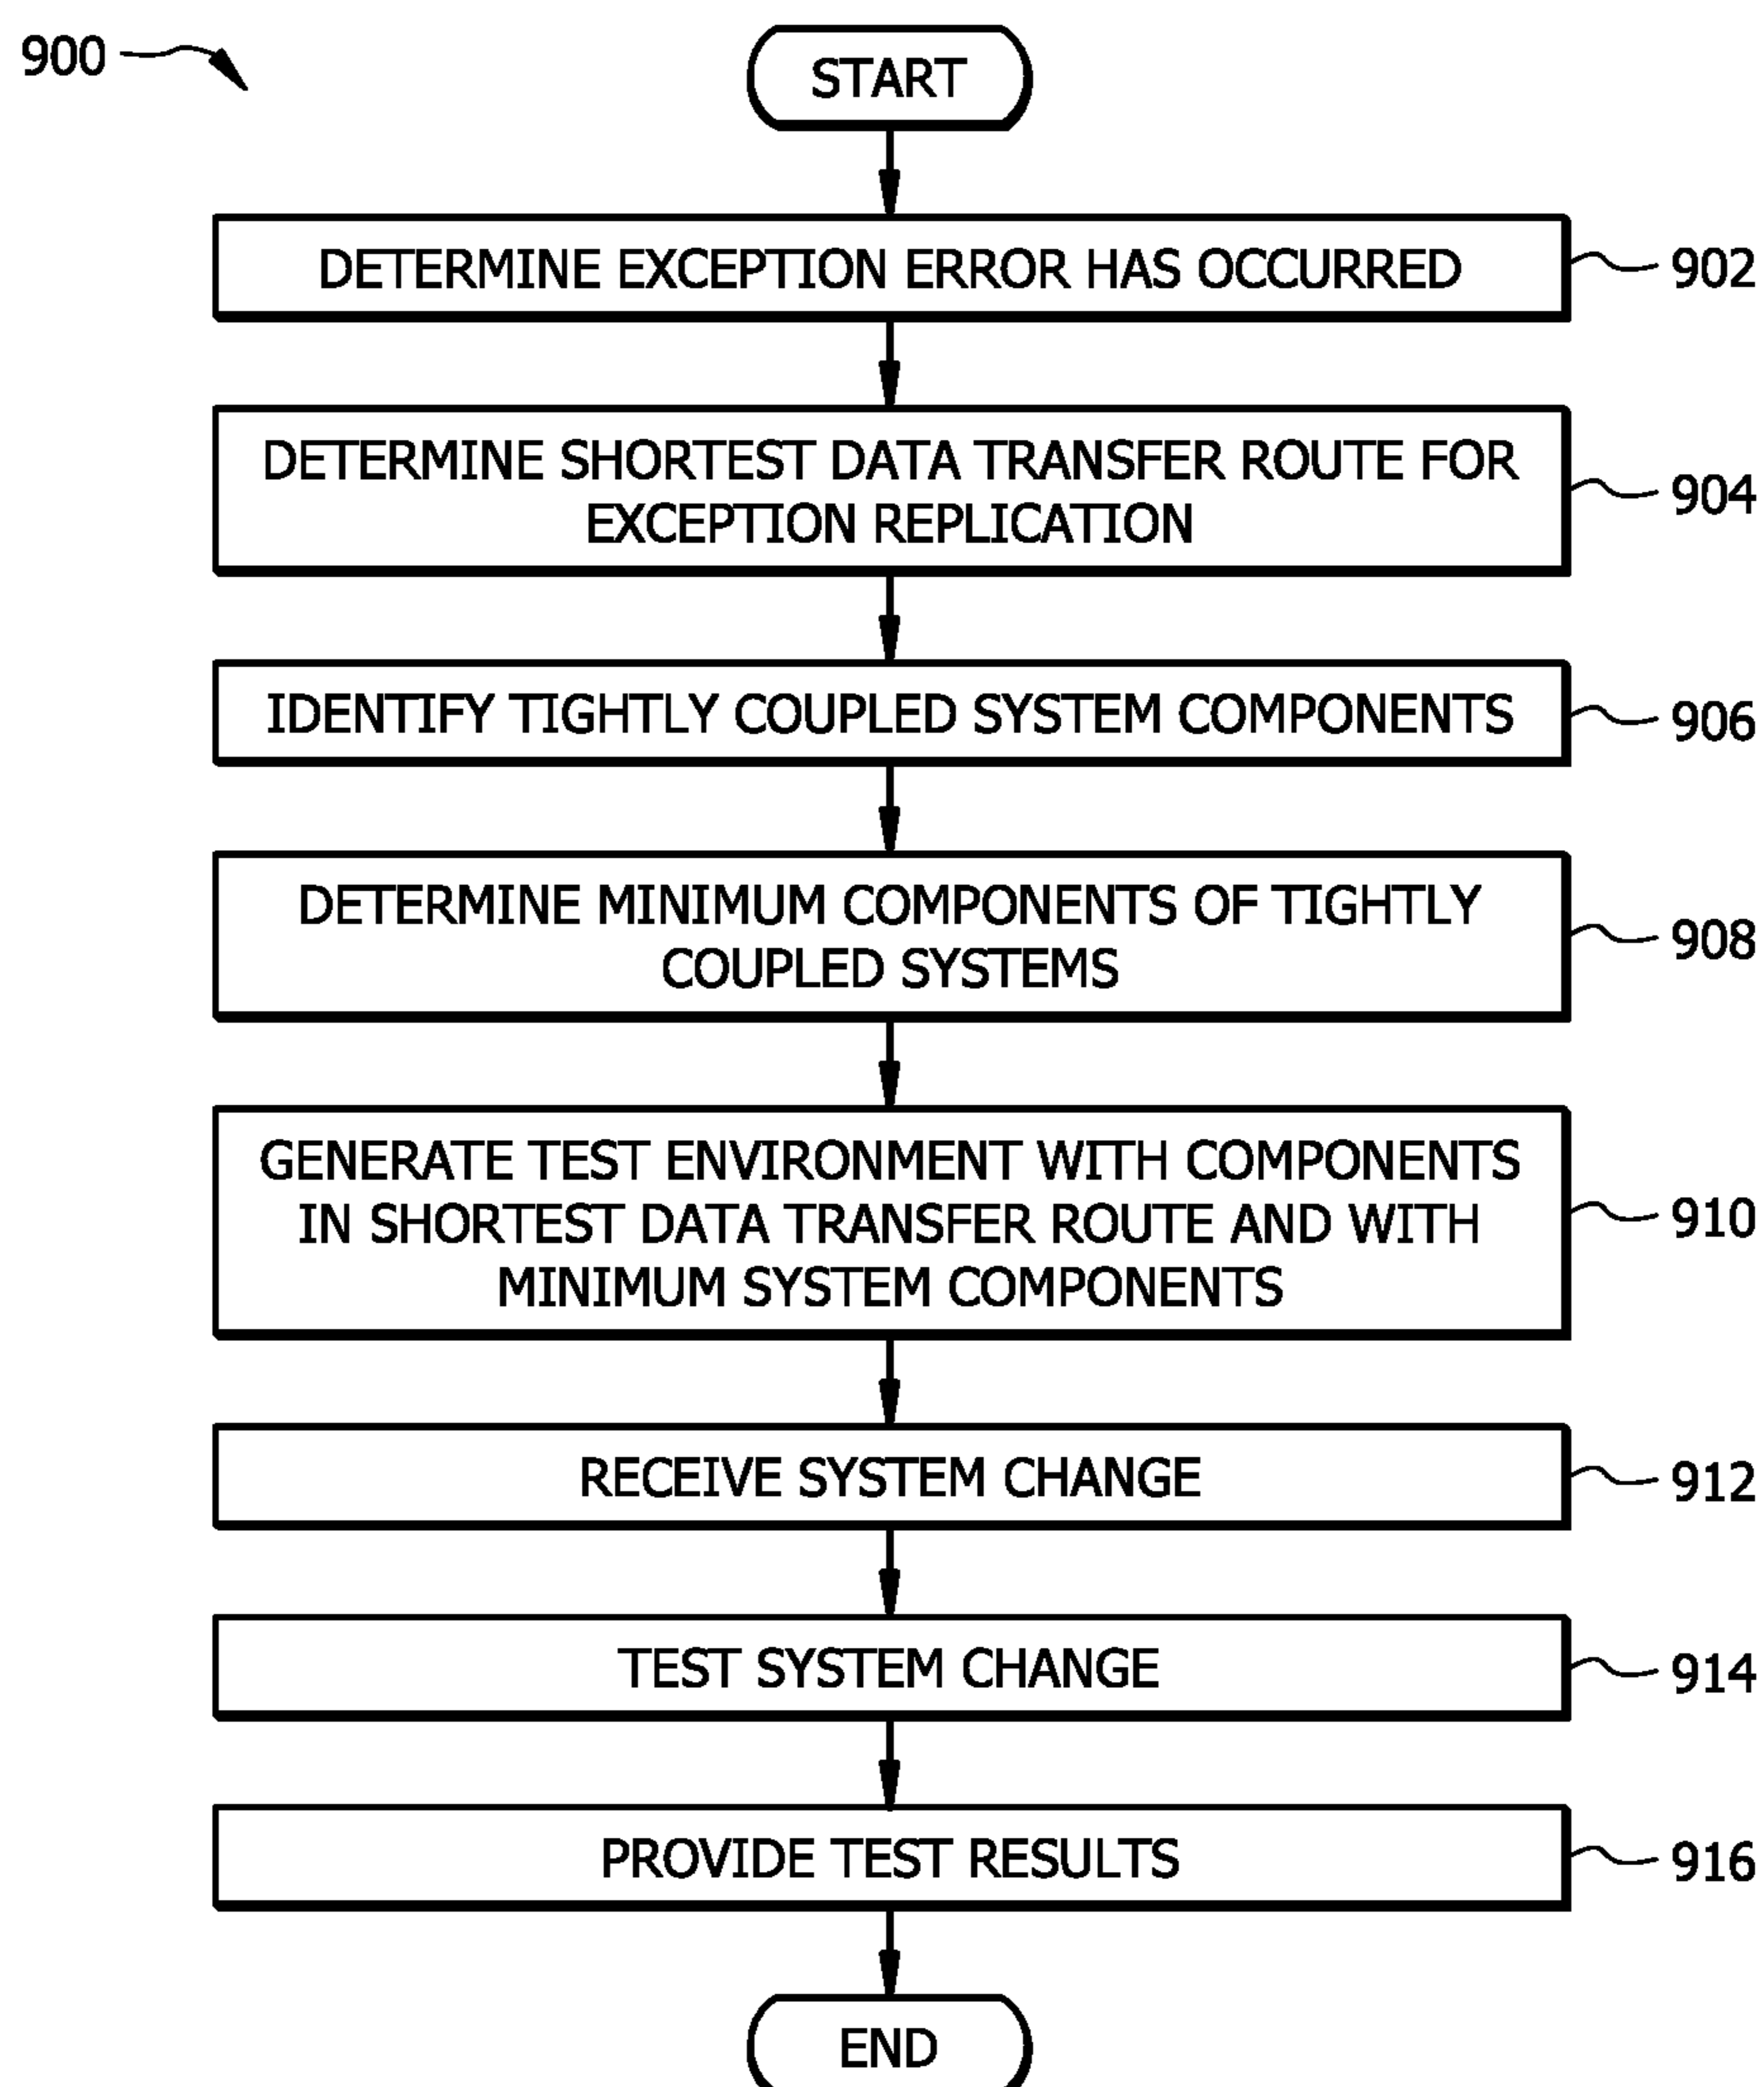 900
START
DETERMINE EXCEPTION ERROR HAS OCCURRED
902
DETERMINE SHORTEST DATA TRANSFER ROUTE FOR
EXCEPTION REPLICATION
904
IDENTIFY TIGHTLY COUPLED SYSTEM COMPONENTS
906
DETERMINE MINIMUM COMPONENTS OF TIGHTLY
COUPLED SYSTEMS
908
GENERATE TEST ENVIRONMENT WITH COMPONENTS
IN SHORTEST DATA TRANSFER ROUTE AND WITH
MINIMUM SYSTEM COMPONENTS
910
RECEIVE SYSTEM CHANGE
912
TEST SYSTEM CHANGE
914
PROVIDE TEST RESULTS
916
END